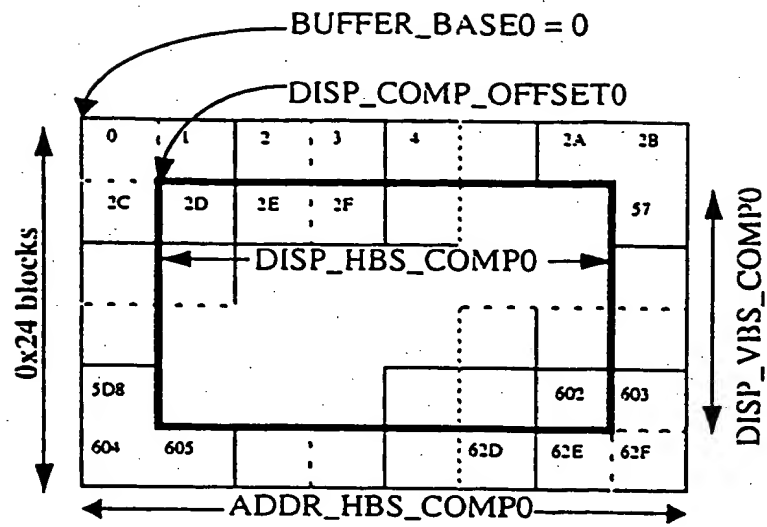 BUFFER_BASE0 = 0
DISP_COMP_OFFSET0
0 1 2 3 4 2A 2B
2C 2D 2E 2F 57
DISP_HBS_COMP0
0x24 blocks
DISP_VBS_COMP0
5D8 602 603
604 605 62D 62E 62F
ADDR_HBS_COMP0